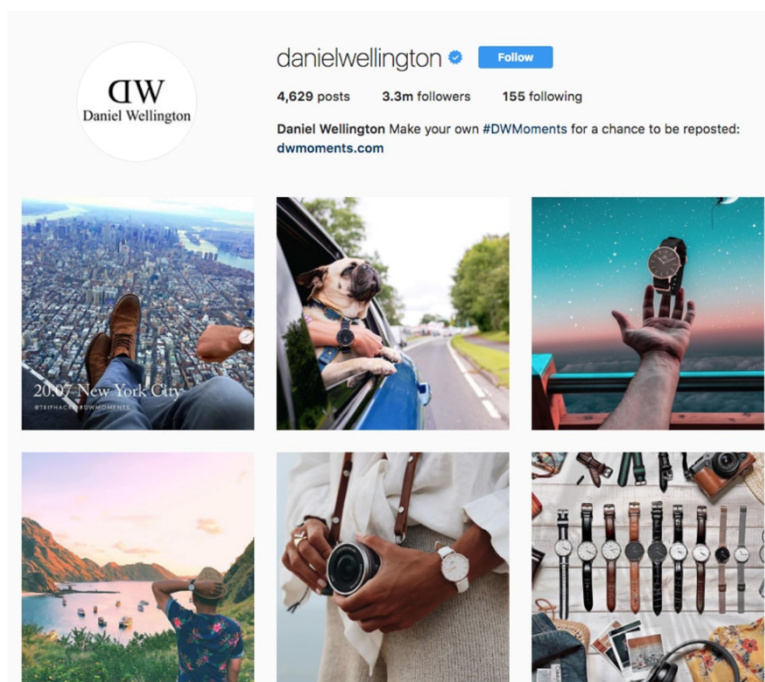 DW
Daniel Wellington
danielwellington Follow
4,629 posts 3.3m followers 155 following
Daniel Wellington Make your own #DWMoments for a chance to be reposted:
dwmoments.com
20:07 New York City